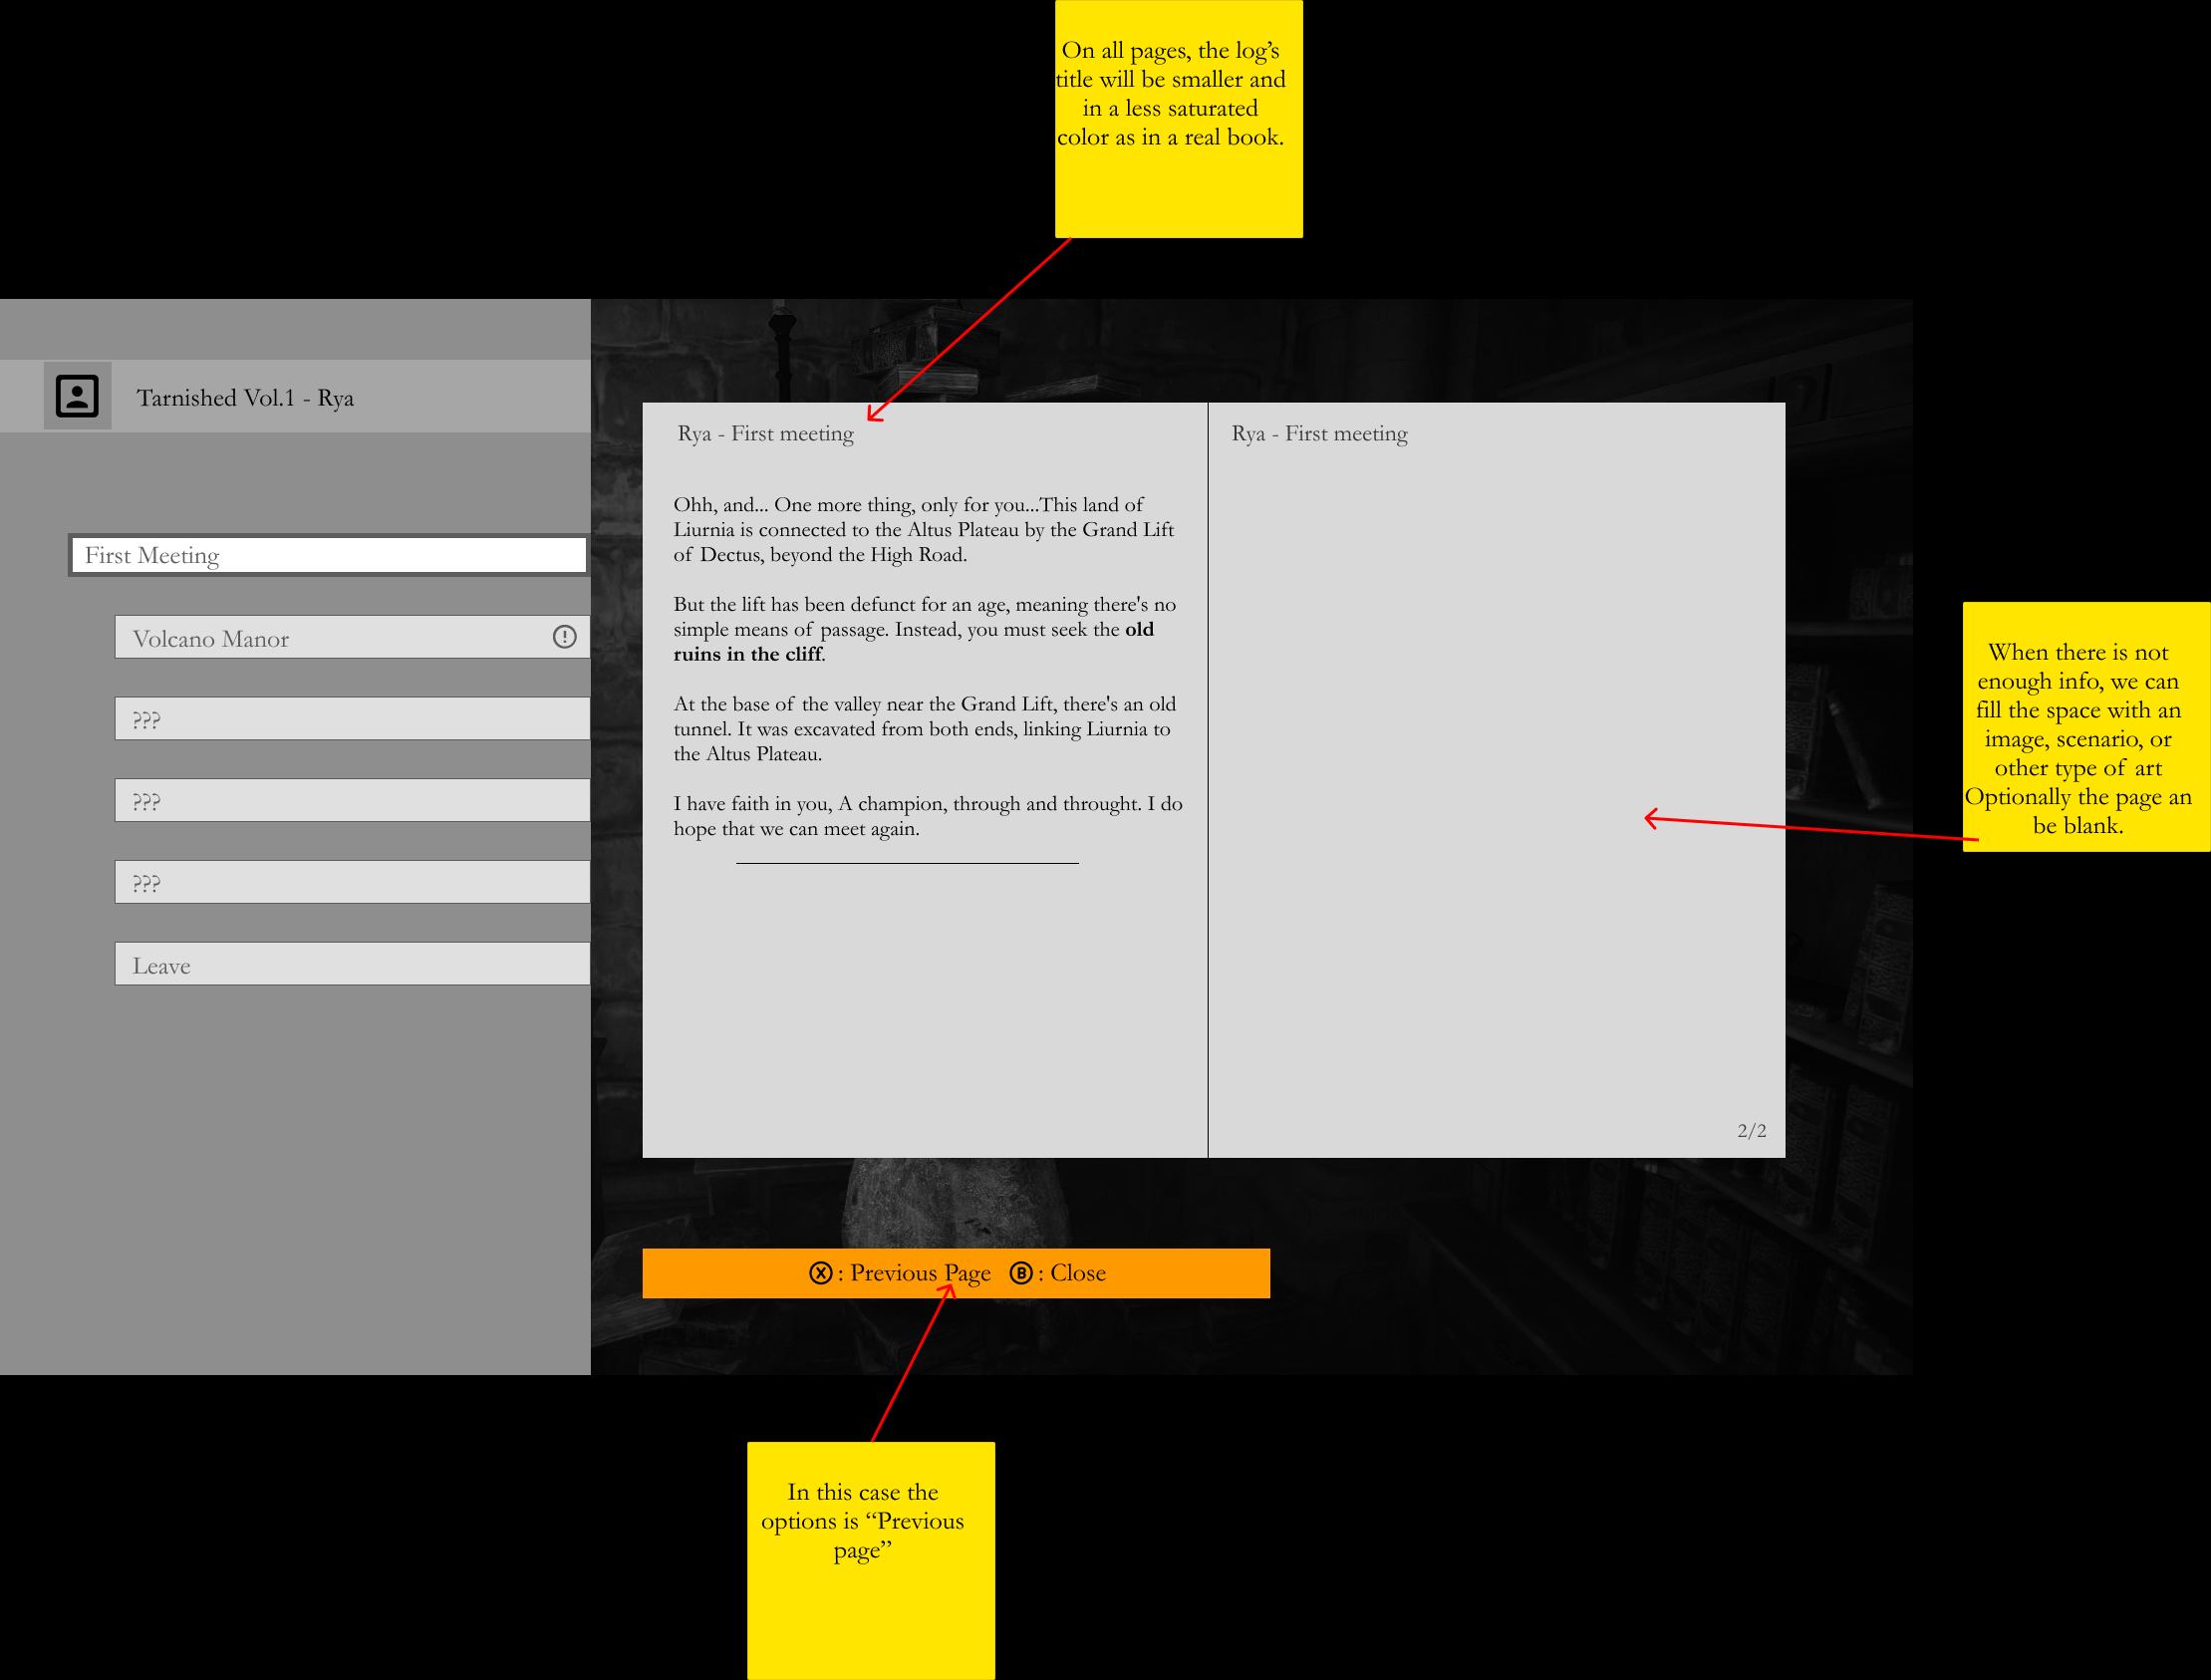 On all pages, the log’s
title will be smaller and
in a less saturated
color as in a real book.
Tarnished Vol.1 - Rya
First Meeting
Volcano Manor
???
???
???
Leave
Rya - First meeting
Ohh, and... One more thing, only for you...This land of
Liurnia is connected to the Altus Plateau by the Grand Lift
of Dectus, beyond the High Road.
But the lift has been defunct for an age, meaning there's no
simple means of passage. Instead, you must seek the old
ruins in the cliff.
At the base of the valley near the Grand Lift, there's an old
tunnel. It was excavated from both ends, linking Liurnia to
the Altus Plateau.
I have faith in you, A champion, through and throught. I do
hope that we can meet again.
Rya - First meeting
2/2
When there is not
enough info, we can
fill the space with an
image, scenario, or
other type of art
Optionally the page an
be blank.
X : Previous Page B : Close
In this case the
options is “Previous
page”